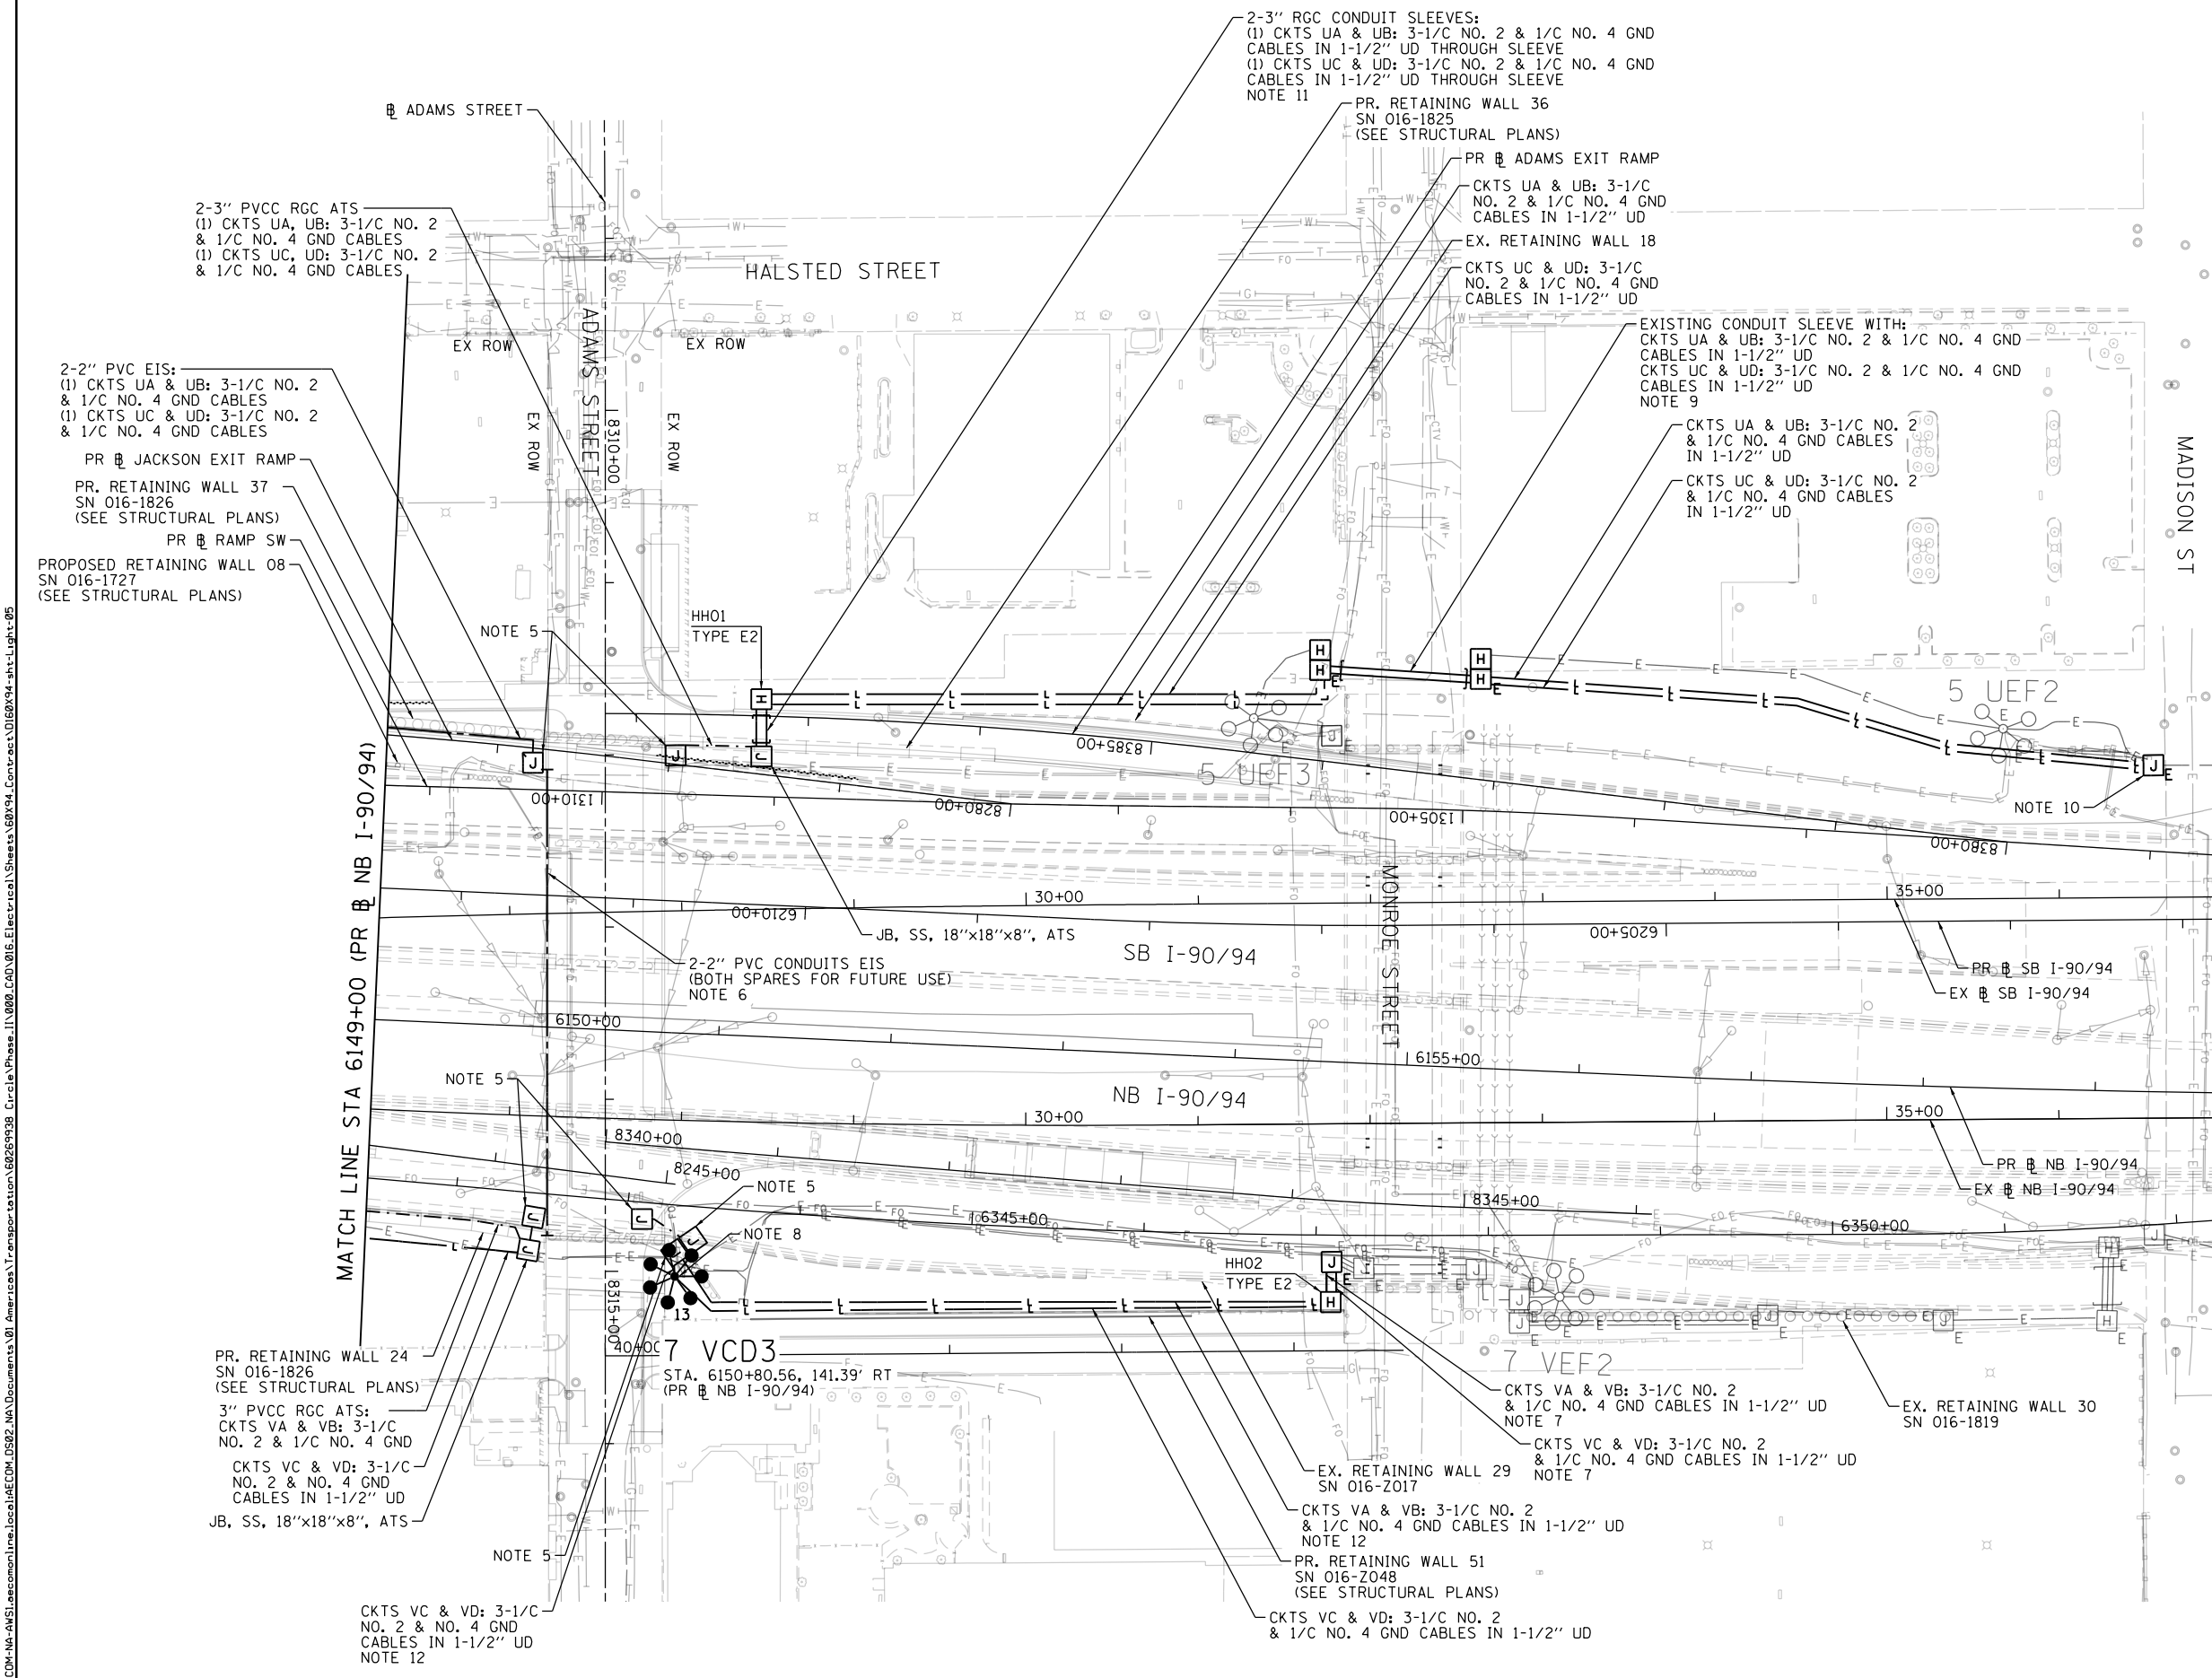 2-3" RGC CONDUIT SLEEVES:
(1) CKTS UA & UB: 3-1/C NO. 2 & 1/C NO. 4 GND
CABLES IN 1-1/2" UD THROUGH SLEEVE
(1) CKTS UC & UD: 3-1/C NO. 2 & 1/C NO. 4 GND
CABLES IN 1-1/2" UD THROUGH SLEEVE
NOTE 11
PR. RETAINING WALL 36
SN 016-1825
(SEE STRUCTURAL PLANS)
PR ℄ ADAMS EXIT RAMP
CKTS UA & UB: 3-1/C
NO. 2 & 1/C NO. 4 GND
CABLES IN 1-1/2" UD
EX. RETAINING WALL 18
CKTS UC & UD: 3-1/C
NO. 2 & 1/C NO. 4 GND
CABLES IN 1-1/2" UD
EXISTING CONDUIT SLEEVE WITH:
CKTS UA & UB: 3-1/C NO. 2 & 1/C NO. 4 GND
CABLES IN 1-1/2" UD
CKTS UC & UD: 3-1/C NO. 2 & 1/C NO. 4 GND
CABLES IN 1-1/2" UD
NOTE 9
CKTS UA & UB: 3-1/C NO. 2
& 1/C NO. 4 GND CABLES
IN 1-1/2" UD
CKTS UC & UD: 3-1/C NO. 2
& 1/C NO. 4 GND CABLES
IN 1-1/2" UD
℄ ADAMS STREET
2-3" PVCC RGC ATS
(1) CKTS UA, UB: 3-1/C NO. 2
& 1/C NO. 4 GND CABLES
(1) CKTS UC, UD: 3-1/C NO. 2
& 1/C NO. 4 GND CABLES
HALSTED STREET
ADAMS STREET
EX ROW
EX ROW
EX ROW
EX ROW
8310+00
MADISON ST
2-2" PVC EIS:
(1) CKTS UA & UB: 3-1/C NO. 2
& 1/C NO. 4 GND CABLES
(1) CKTS UC & UD: 3-1/C NO. 2
& 1/C NO. 4 GND CABLES
PR ℄ JACKSON EXIT RAMP
PR. RETAINING WALL 37
SN 016-1826
(SEE STRUCTURAL PLANS)
PR ℄ RAMP SW
PROPOSED RETAINING WALL 08
SN 016-1727
(SEE STRUCTURAL PLANS)
NOTE 5
HH01
TYPE E2
5 UEF2
5 UEF3
NOTE 10
8385+00
1310+00
8280+00
1305+00
8380+00
30+00
35+00
6210+00
6205+00
JB, SS, 18"x18"x8", ATS
SB I-90/94
MONROE STREET
2-2" PVC CONDUITS EIS
(BOTH SPARES FOR FUTURE USE)
NOTE 6
PR ℄ SB I-90/94
EX ℄ SB I-90/94
MATCH LINE STA 6149+00 (PR ℄ NB I-90/94)
6150+00
6155+00
NOTE 5
NB I-90/94
30+00
35+00
8340+00
8245+00
PR ℄ NB I-90/94
EX ℄ NB I-90/94
NOTE 5
NOTE 8
6345+00
8345+00
6350+00
HH02
TYPE E2
8315+00
13
40+00
7 VCD3
STA. 6150+80.56, 141.39' RT
(PR ℄ NB I-90/94)
7 VEF2
PR. RETAINING WALL 24
SN 016-1826
(SEE STRUCTURAL PLANS)
3" PVCC RGC ATS:
CKTS VA & VB: 3-1/C
NO. 2 & 1/C NO. 4 GND
CKTS VC & VD: 3-1/C
NO. 2 & NO. 4 GND
CABLES IN 1-1/2" UD
JB, SS, 18"x18"x8", ATS
NOTE 5
CKTS VC & VD: 3-1/C
NO. 2 & NO. 4 GND
CABLES IN 1-1/2" UD
NOTE 12
CKTS VA & VB: 3-1/C NO. 2
& 1/C NO. 4 GND CABLES IN 1-1/2" UD
NOTE 7
CKTS VC & VD: 3-1/C NO. 2
& 1/C NO. 4 GND CABLES IN 1-1/2" UD
NOTE 7
EX. RETAINING WALL 30
SN 016-1819
EX. RETAINING WALL 29
SN 016-Z017
CKTS VA & VB: 3-1/C NO. 2
& 1/C NO. 4 GND CABLES IN 1-1/2" UD
NOTE 12
PR. RETAINING WALL 51
SN 016-Z048
(SEE STRUCTURAL PLANS)
CKTS VC & VD: 3-1/C NO. 2
& 1/C NO. 4 GND CABLES IN 1-1/2" UD